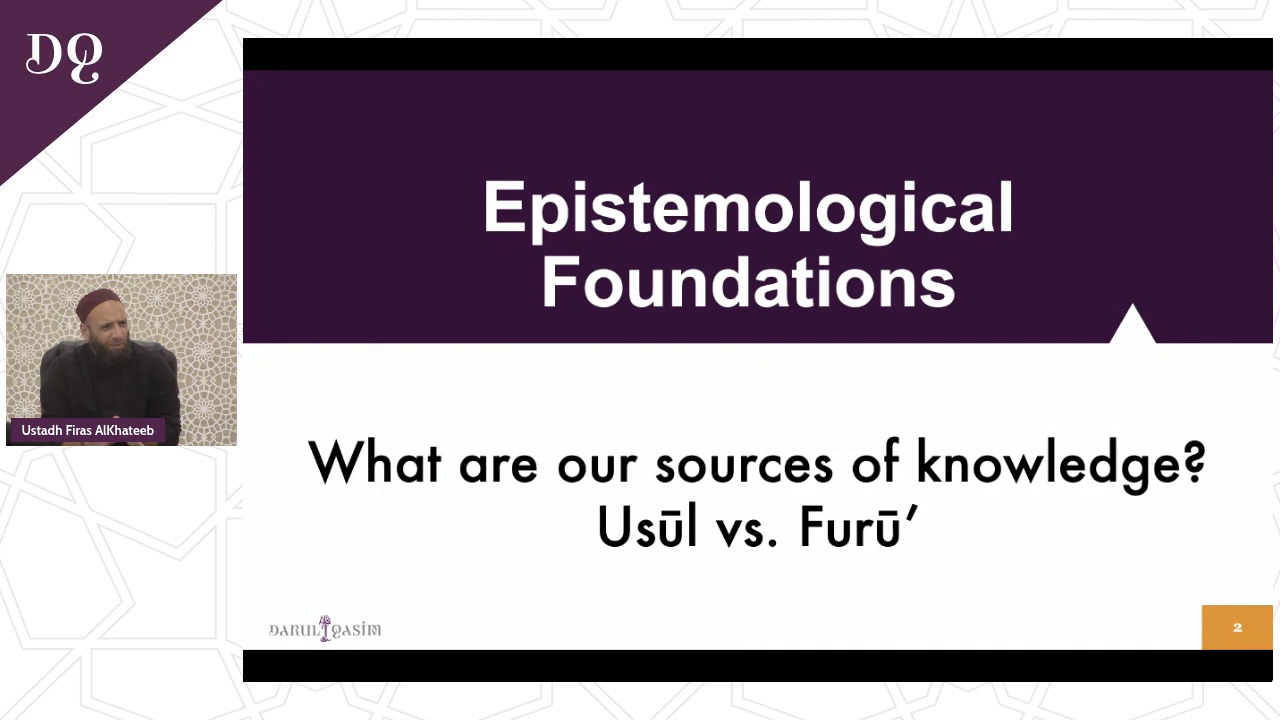 DQ
Epistemological
Foundations
What are our sources of knowledge?
Usūl vs. Furū’
Ustadh Firas AlKhateeb
DARUL QASIM
2